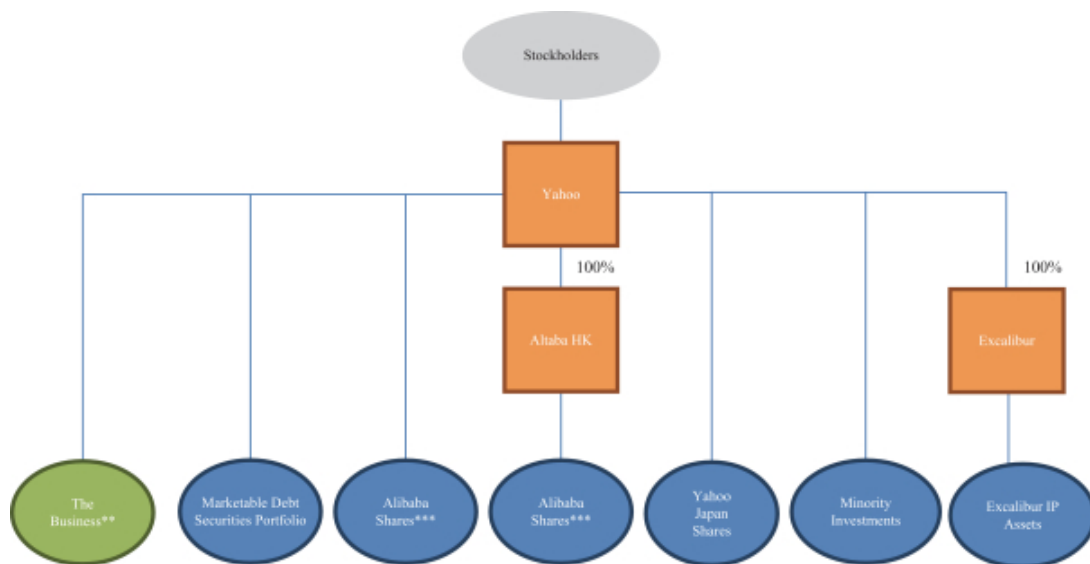 Stockholders
Yahoo
100%
100%
Altaba HK
Excalibur
The
Business**
Marketable Debt
Securities Portfolio
Alibaba
Shares***
Alibaba
Shares***
Yahoo
Japan
Shares
Minority
Investments
Excalibur IP
Assets